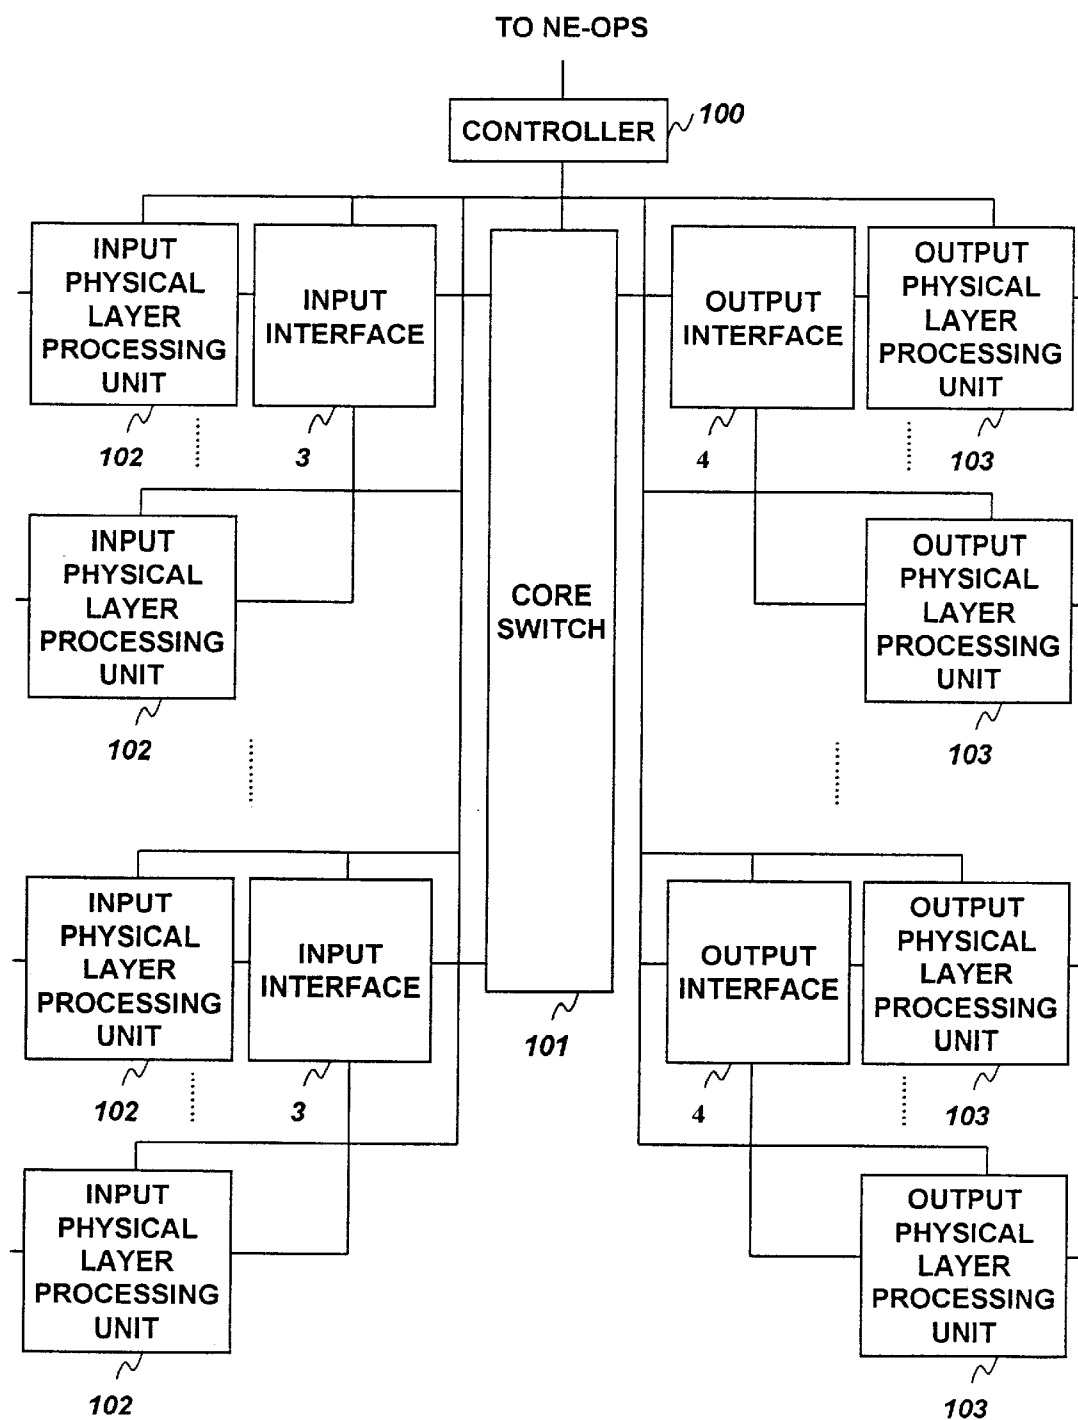 TO NE-OPS
CONTROLLER
100
INPUT
PHYSICAL
LAYER
PROCESSING
UNIT
102
INPUT
INTERFACE
3
OUTPUT
INTERFACE
4
OUTPUT
PHYSICAL
LAYER
PROCESSING
UNIT
103
INPUT
PHYSICAL
LAYER
PROCESSING
UNIT
102
CORE
SWITCH
101
OUTPUT
PHYSICAL
LAYER
PROCESSING
UNIT
103
INPUT
PHYSICAL
LAYER
PROCESSING
UNIT
102
INPUT
INTERFACE
3
OUTPUT
INTERFACE
4
OUTPUT
PHYSICAL
LAYER
PROCESSING
UNIT
103
INPUT
PHYSICAL
LAYER
PROCESSING
UNIT
102
OUTPUT
PHYSICAL
LAYER
PROCESSING
UNIT
103